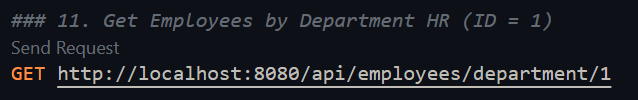 ### 11. Get Employees by Department HR (ID = 1)
Send Request
GET http://localhost:8080/api/employees/department/1